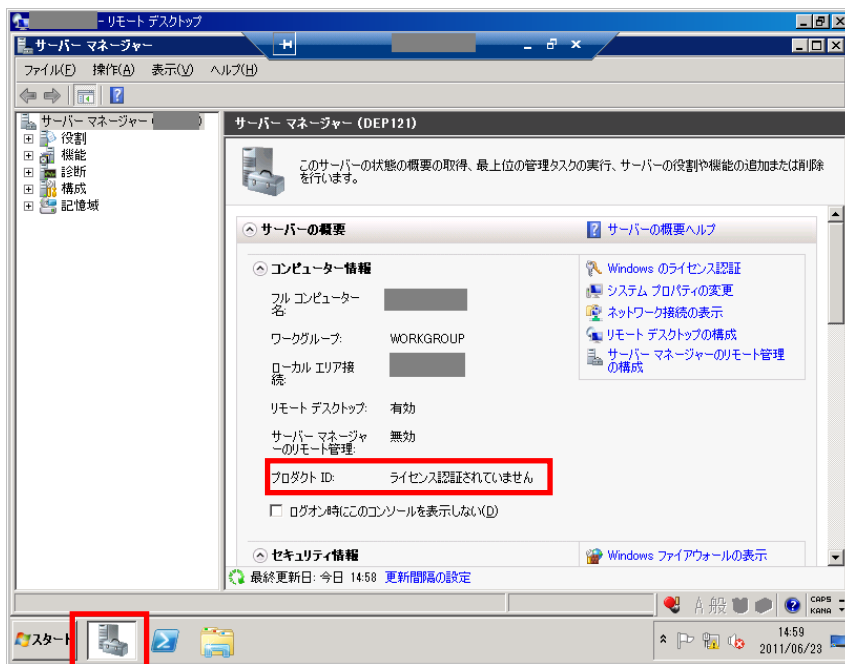 - リモート デスクトップ
サーバー マネージャー
ファイル(F) 操作(A) 表示(V) ヘルプ(H)
サーバー マネージャー ( )
役割
機能
診断
構成
記憶域
サーバー マネージャー (DEP121)
このサーバーの状態の概要の取得、最上位の管理タスクの実行、サーバーの役割や機能の追加または削除
を行います。
サーバーの概要
サーバーの概要ヘルプ
コンピューター情報
フル コンピューター
名:
ワークグループ: WORKGROUP
ローカル エリア接
続:
リモート デスクトップ: 有効
サーバー マネージャ
ーのリモート管理: 無効
プロダクト ID: ライセンス認証されていません
ログオン時にこのコンソールを表示しない(D)
Windows のライセンス認証
システム プロパティの変更
ネットワーク接続の表示
リモート デスクトップの構成
サーバー マネージャーのリモート管理
の構成
セキュリティ情報
Windows ファイアウォールの表示
最終更新日: 今日 14:58 更新間隔の設定
A 般
CAPS
KANA
スタート
14:59
2011/06/23